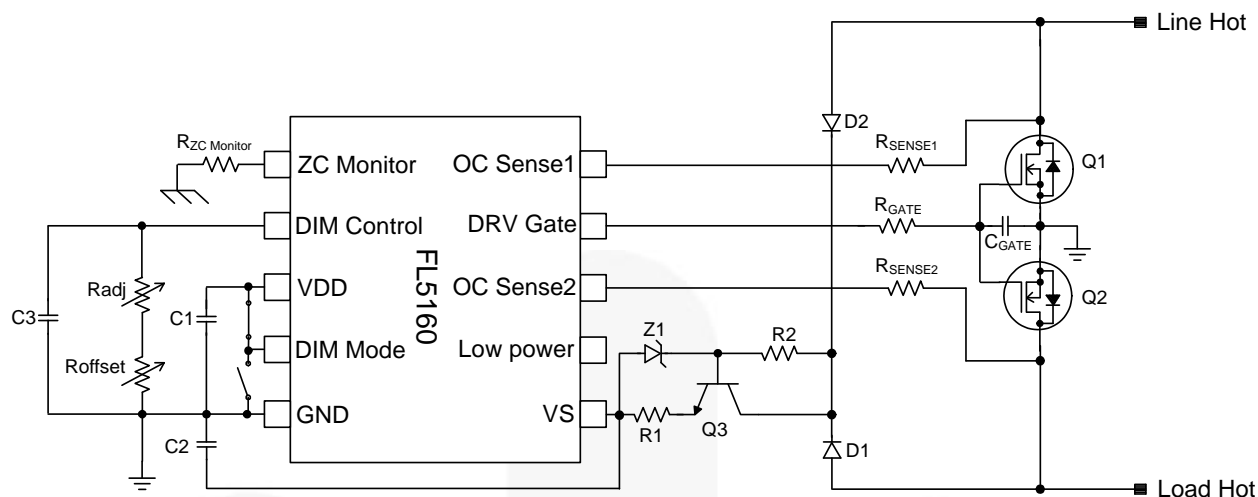 Line Hot
D2
RSENSE1
Q1
RZC Monitor
ZC Monitor
OC Sense1
DIM Control
DRV Gate
RGATE
CGATE
FL5160
Radj
VDD
OC Sense2
RSENSE2
Q2
C3
C1
Z1
R2
DIM Mode
Low power
Roffset
GND
VS
R1
Q3
D1
C2
Load Hot